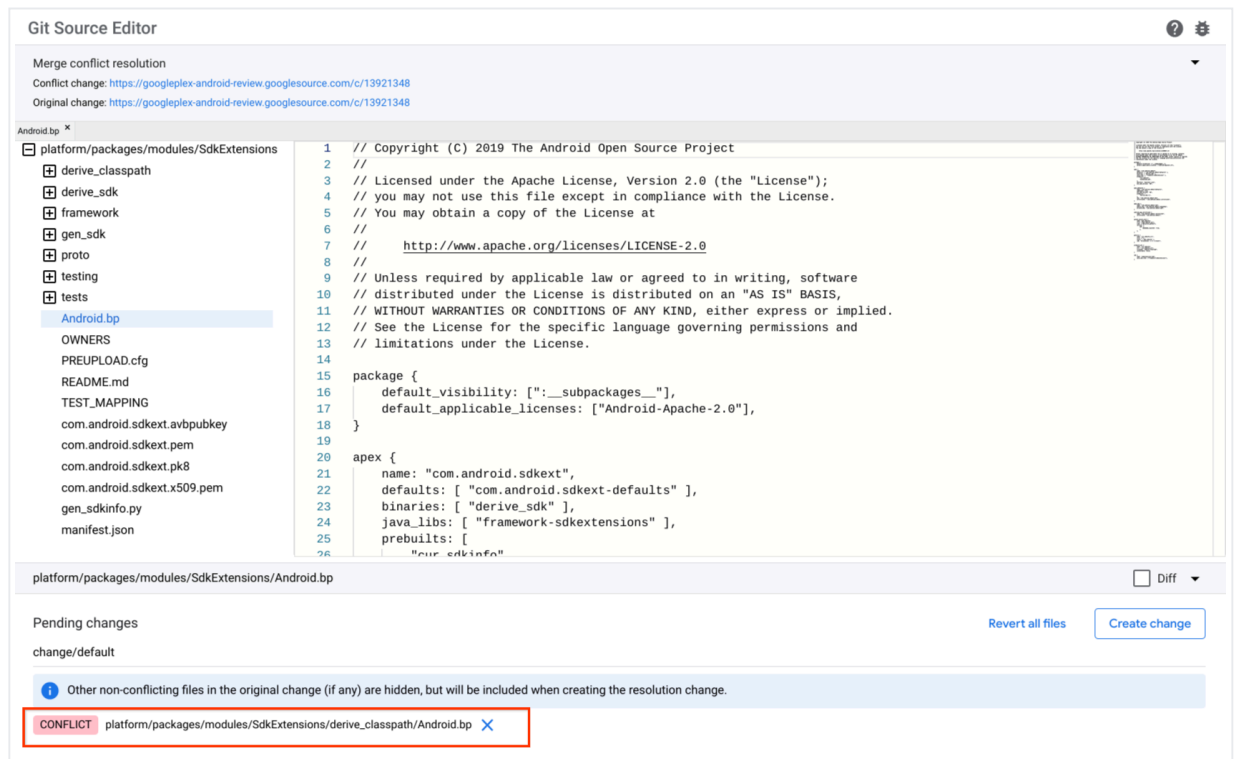 Git Source Editor
Merge conflict resolution
Conflict change: https://googleplex-android-review.googlesource.com/c/13921348
Original change: https://googleplex-android-review.googlesource.com/c/13921348
Android.bp ×
platform/packages/modules/SdkExtensions
derive_classpath
derive_sdk
framework
gen_sdk
proto
testing
tests
Android.bp
OWNERS
PREUPLOAD.cfg
README.md
TEST_MAPPING
com.android.sdkext.avbpubkey
com.android.sdkext.pem
com.android.sdkext.pk8
com.android.sdkext.x509.pem
gen_sdkinfo.py
manifest.json
1 // Copyright (C) 2019 The Android Open Source Project
2 //
3 // Licensed under the Apache License, Version 2.0 (the "License");
4 // you may not use this file except in compliance with the License.
5 // You may obtain a copy of the License at
6 //
7 //     http://www.apache.org/licenses/LICENSE-2.0
8 //
9 // Unless required by applicable law or agreed to in writing, software
10 // distributed under the License is distributed on an "AS IS" BASIS,
11 // WITHOUT WARRANTIES OR CONDITIONS OF ANY KIND, either express or implied.
12 // See the License for the specific language governing permissions and
13 // limitations under the License.
14
15 package {
16     default_visibility: [":__subpackages__"],
17     default_applicable_licenses: ["Android-Apache-2.0"],
18 }
19
20 apex {
21     name: "com.android.sdkext",
22     defaults: [ "com.android.sdkext-defaults" ],
23     binaries: [ "derive_sdk" ],
24     java_libs: [ "framework-sdkextensions" ],
25     prebuilts: [
26         "cur_sdkinfo"
platform/packages/modules/SdkExtensions/Android.bp
Diff
Pending changes
Revert all files
Create change
change/default
Other non-conflicting files in the original change (if any) are hidden, but will be included when creating the resolution change.
CONFLICT platform/packages/modules/SdkExtensions/derive_classpath/Android.bp